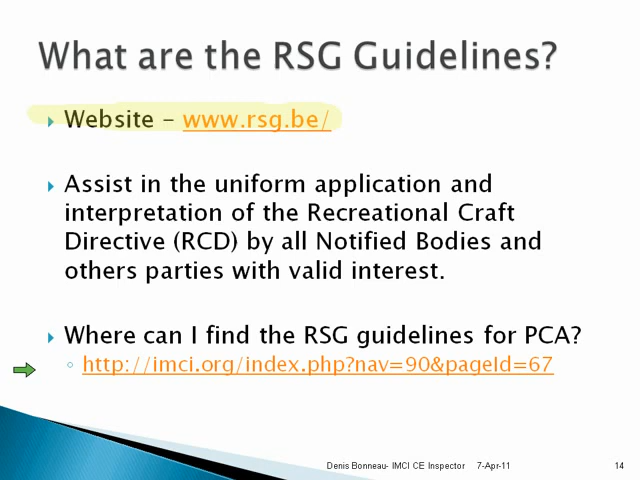 What are the RSG Guidelines?
Website – www.rsg.be/
Assist in the uniform application and
interpretation of the Recreational Craft
Directive (RCD) by all Notified Bodies and
others parties with valid interest.
Where can I find the RSG guidelines for PCA?
http://imci.org/index.php?nav=90&pageId=67
Denis Bonneau- IMCI CE Inspector 7-Apr-11 14